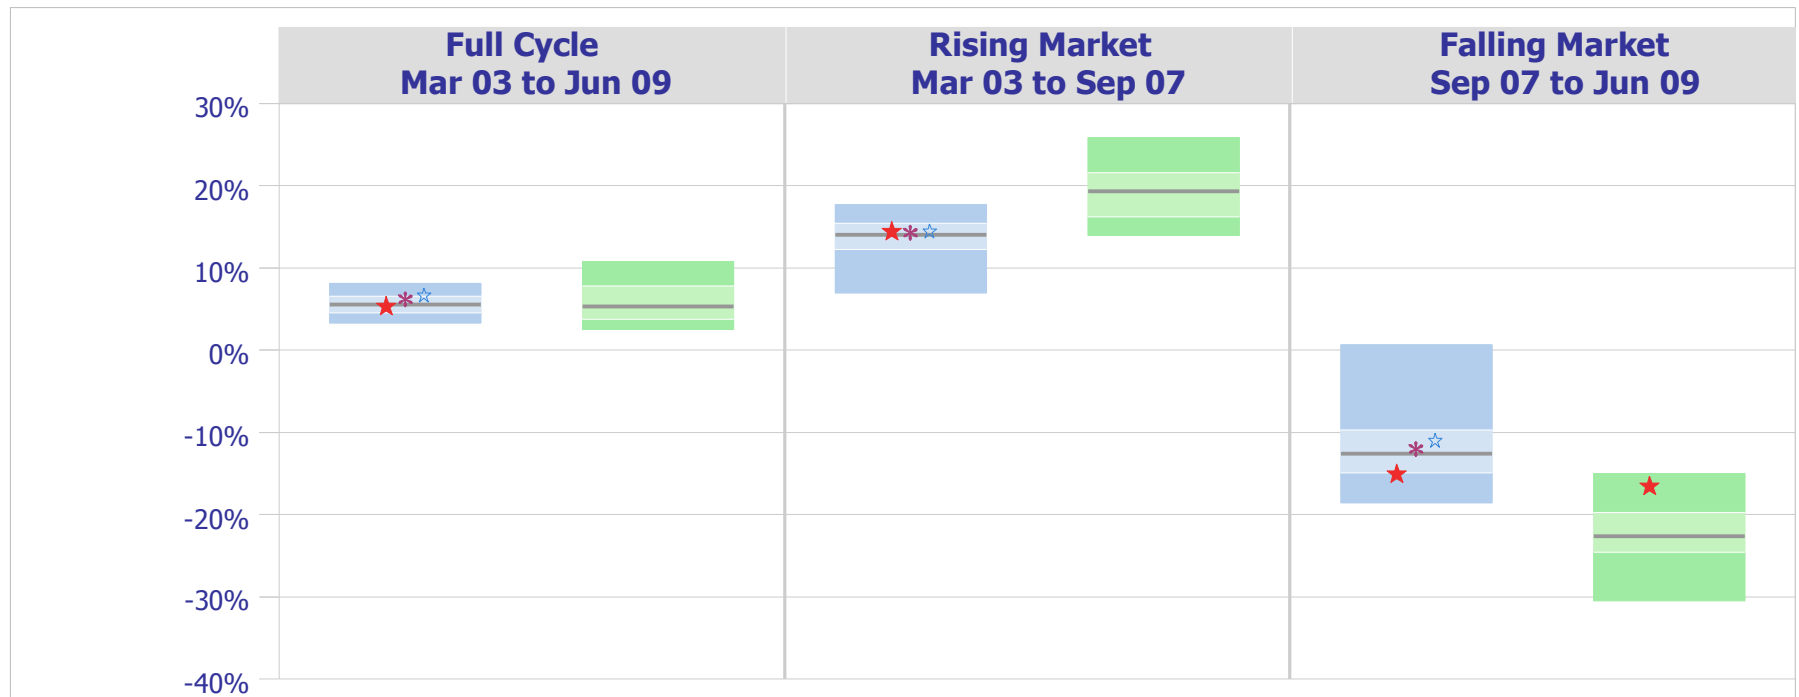 Full Cycle
Mar 03 to Jun 09
Rising Market
Mar 03 to Sep 07
Falling Market
Sep 07 to Jun 09
30%
20%
10%
0%
-10%
-20%
-30%
-40%